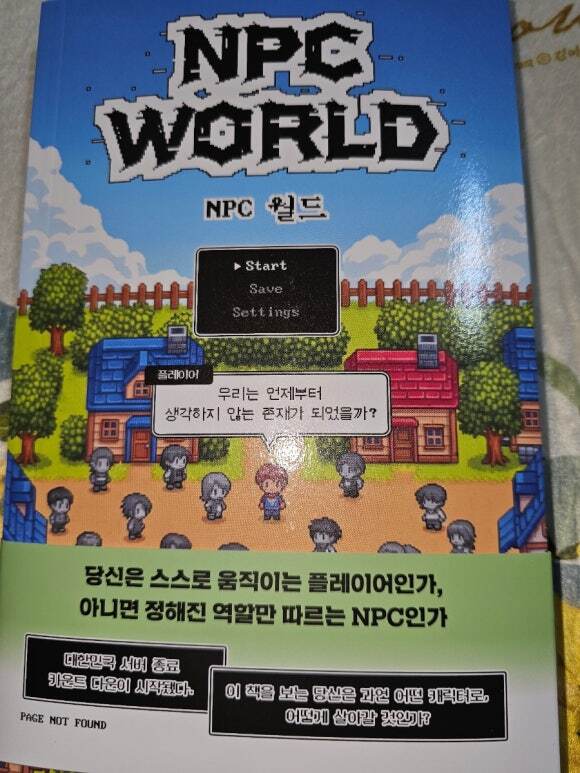 NPC
WORLD
NPC 월드
▶ Start
Save
Settings
플레이어
우리는 언제부터
생각하지 않는 존재가 되었을까?
당신은 스스로 움직이는 플레이어인가,
아니면 정해진 역할만 따르는 NPC인가
대한민국 서버 종료
카운트 다운이 시작됐다.
이 책을 보는 당신은 과연 어떤 캐릭터로,
어떻게 살아갈 것인가?
PAGE NOT FOUND